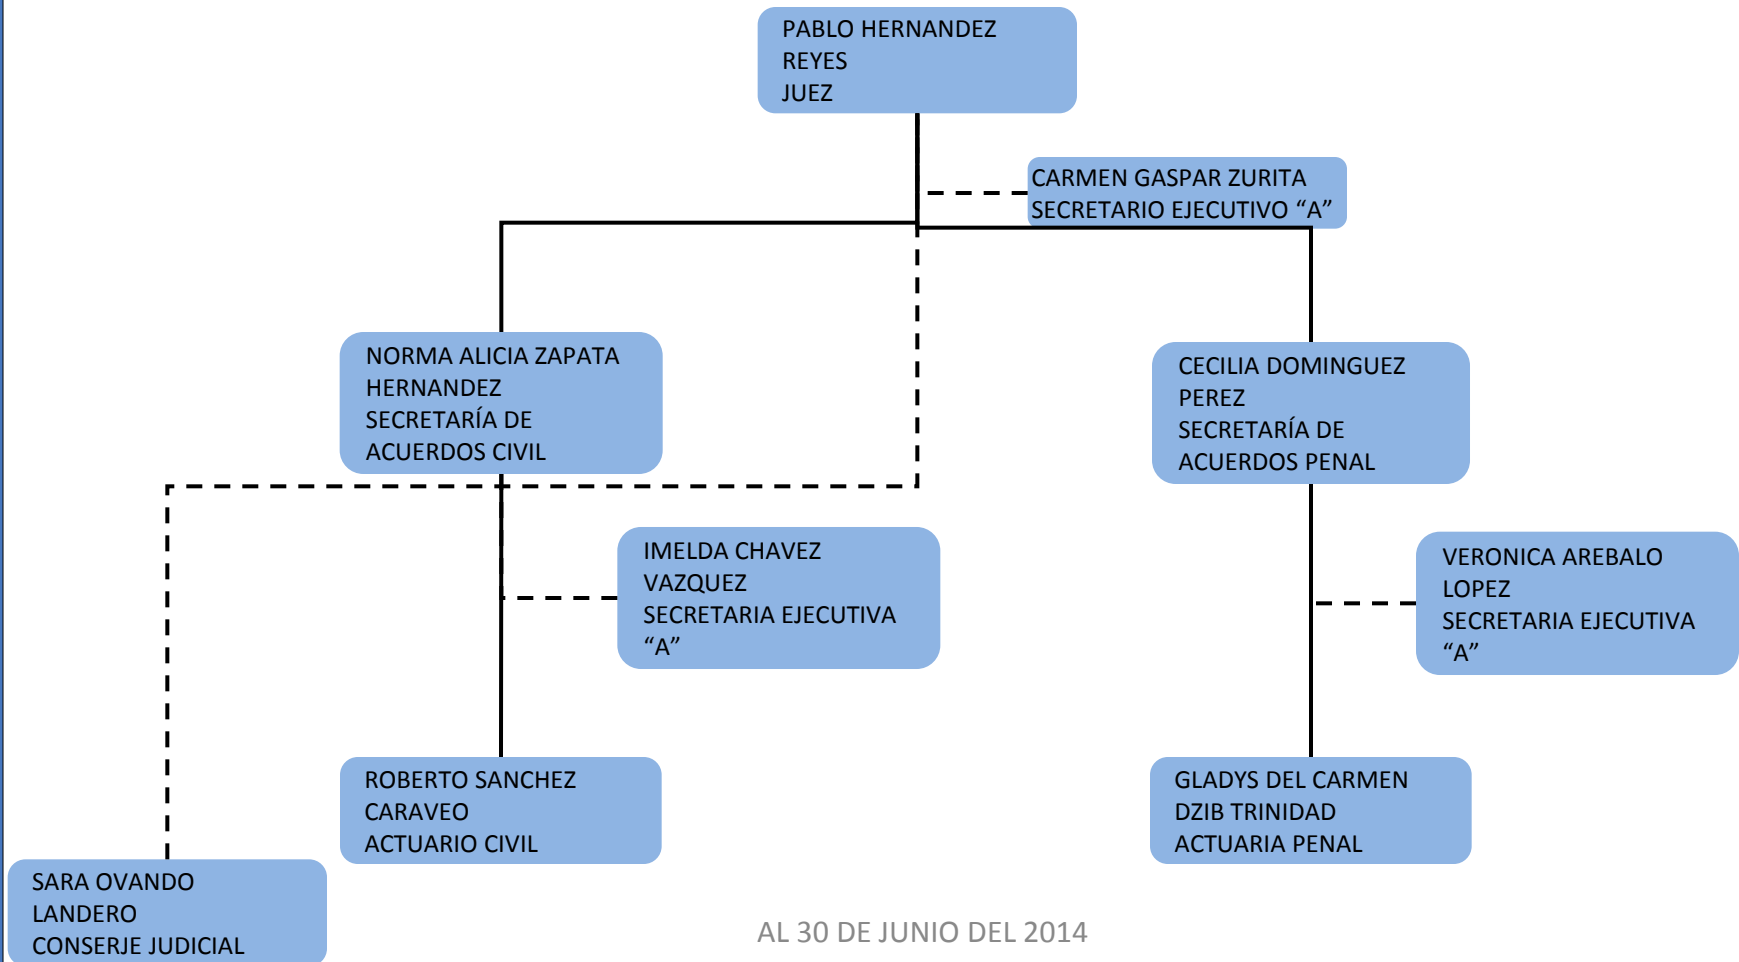 PABLO HERNANDEZ
REYES
JUEZ
CARMEN GASPAR ZURITA
SECRETARIO EJECUTIVO “A”
NORMA ALICIA ZAPATA
HERNANDEZ
SECRETARÍA DE
ACUERDOS CIVIL
CECILIA DOMINGUEZ
PEREZ
SECRETARÍA DE
ACUERDOS PENAL
IMELDA CHAVEZ
VAZQUEZ
SECRETARIA EJECUTIVA
“A”
VERONICA AREBALO
LOPEZ
SECRETARIA EJECUTIVA
“A”
ROBERTO SANCHEZ
CARAVEO
ACTUARIO CIVIL
GLADYS DEL CARMEN
DZIB TRINIDAD
ACTUARIA PENAL
SARA OVANDO
LANDERO
CONSERJE JUDICIAL
AL 30 DE JUNIO DEL 2014